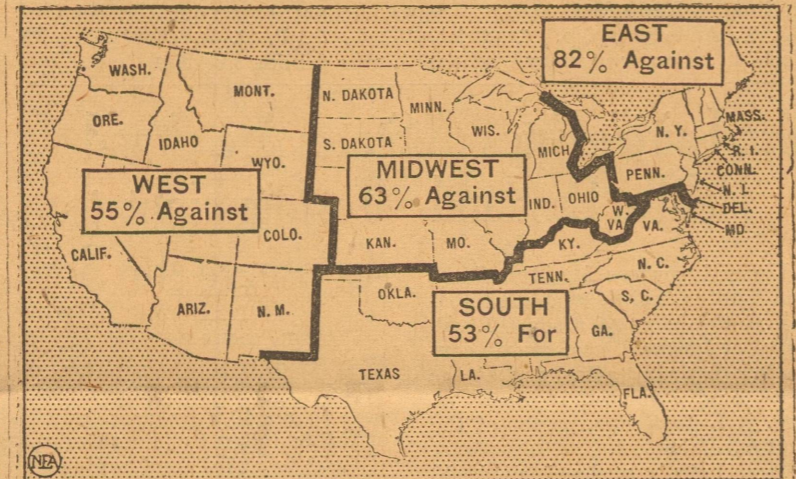 EAST
82% Against
WASH.
MONT.
N. DAKOTA
MINN.
ORE.
IDAHO
S. DAKOTA
WIS.
MICH
N. Y.
MASS.
R. I.
CONN.
N. J.
DEL.
MD
WYO.
WEST
55% Against
MIDWEST
63% Against
PENN.
IND.
OHIO
W.
VA
VA.
CALIF.
COLO.
KAN.
MO.
KY.
N. C.
TENN.
S. C.
ARIZ.
N. M.
OKLA.
SOUTH
53% For
GA.
TEXAS
LA.
FLA.
NEA